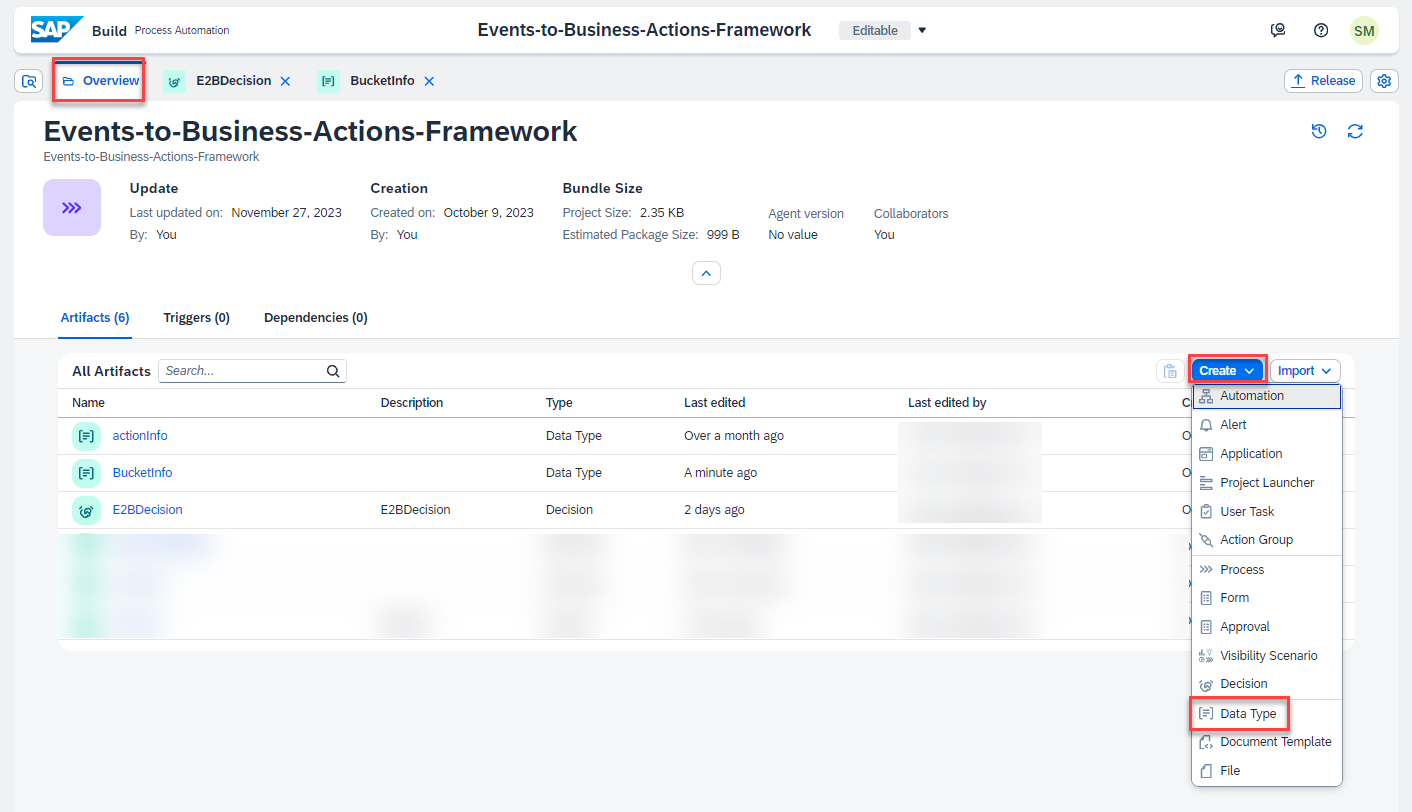 SAP Build Process Automation Events-to-Business-Actions-Framework Editable SM
Overview E2BDecision BucketInfo Release
Events-to-Business-Actions-Framework
Events-to-Business-Actions-Framework
Update Creation Bundle Size
Last updated on: November 27, 2023 Created on: October 9, 2023 Project Size: 2.35 KB Agent version Collaborators
By: You By: You Estimated Package Size: 999 B No value You
Artifacts (6) Triggers (0) Dependencies (0)
All Artifacts Search... Create Import
Name Description Type Last edited Last edited by
actionInfo Data Type Over a month ago
BucketInfo Data Type A minute ago
E2BDecision E2BDecision Decision 2 days ago
Automation
Alert
Application
Project Launcher
User Task
Action Group
Process
Form
Approval
Visibility Scenario
Decision
Data Type
Document Template
File